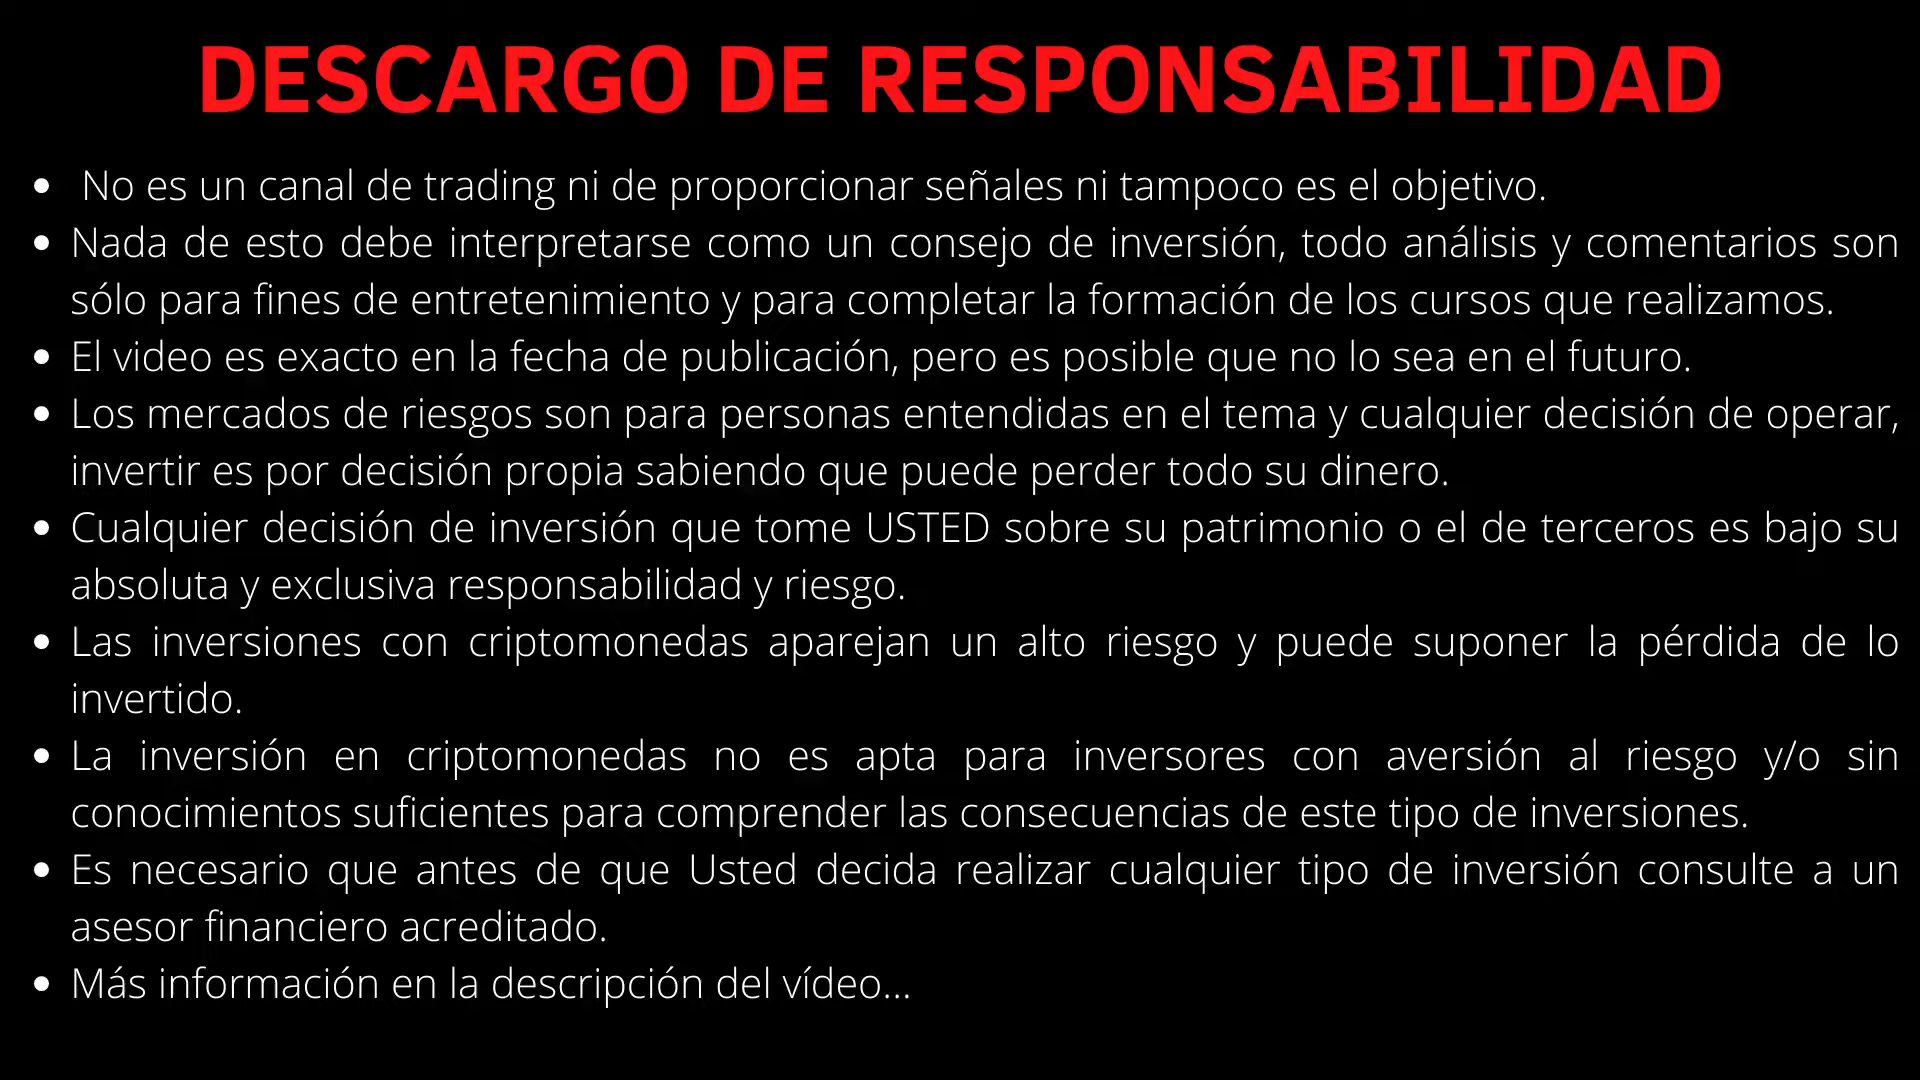 DESCARGO DE RESPONSABILIDAD
• No es un canal de trading ni de proporcionar señales ni tampoco es el objetivo.
• Nada de esto debe interpretarse como un consejo de inversión, todo análisis y comentarios son
sólo para fines de entretenimiento y para completar la formación de los cursos que realizamos.
• El video es exacto en la fecha de publicación, pero es posible que no lo sea en el futuro.
• Los mercados de riesgos son para personas entendidas en el tema y cualquier decisión de operar,
invertir es por decisión propia sabiendo que puede perder todo su dinero.
• Cualquier decisión de inversión que tome USTED sobre su patrimonio o el de terceros es bajo su
absoluta y exclusiva responsabilidad y riesgo.
• Las inversiones con criptomonedas aparejan un alto riesgo y puede suponer la pérdida de lo
invertido.
• La inversión en criptomonedas no es apta para inversores con aversión al riesgo y/o sin
conocimientos suficientes para comprender las consecuencias de este tipo de inversiones.
• Es necesario que antes de que Usted decida realizar cualquier tipo de inversión consulte a un
asesor financiero acreditado.
• Más información en la descripción del vídeo...